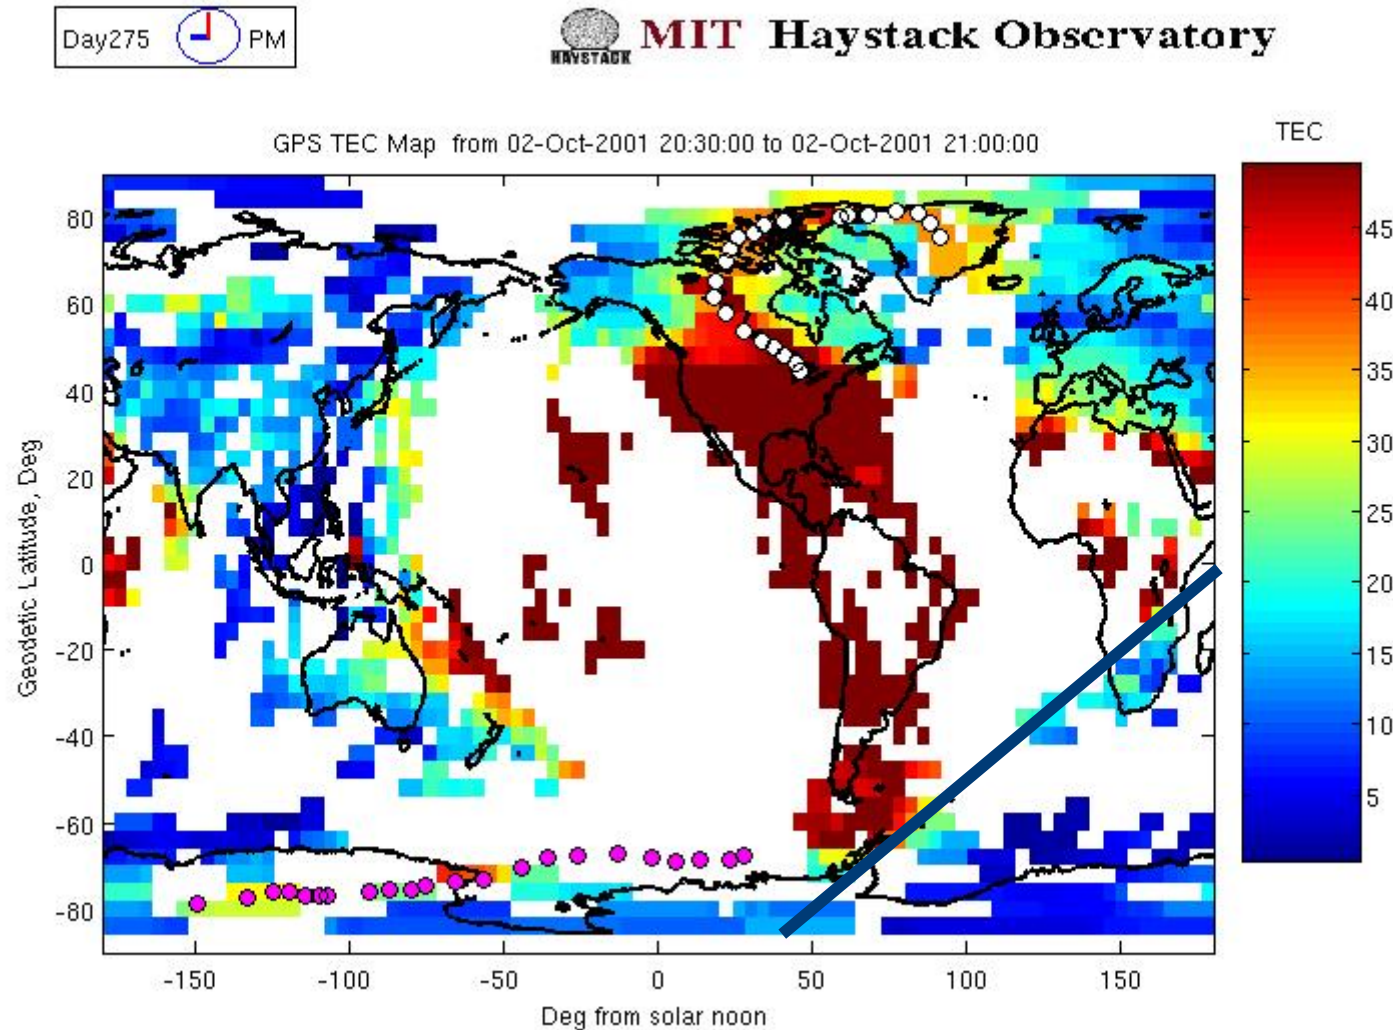 Day275 PM
HAYSTACK
MIT Haystack Observatory
GPS TEC Map from 02-Oct-2001 20:30:00 to 02-Oct-2001 21:00:00
TEC
Geodetic Latitude, Deg
80
60
40
20
0
-20
-40
-60
-80
-150 -100 -50 0 50 100 150
Deg from solar noon
45
40
35
30
25
20
15
10
5